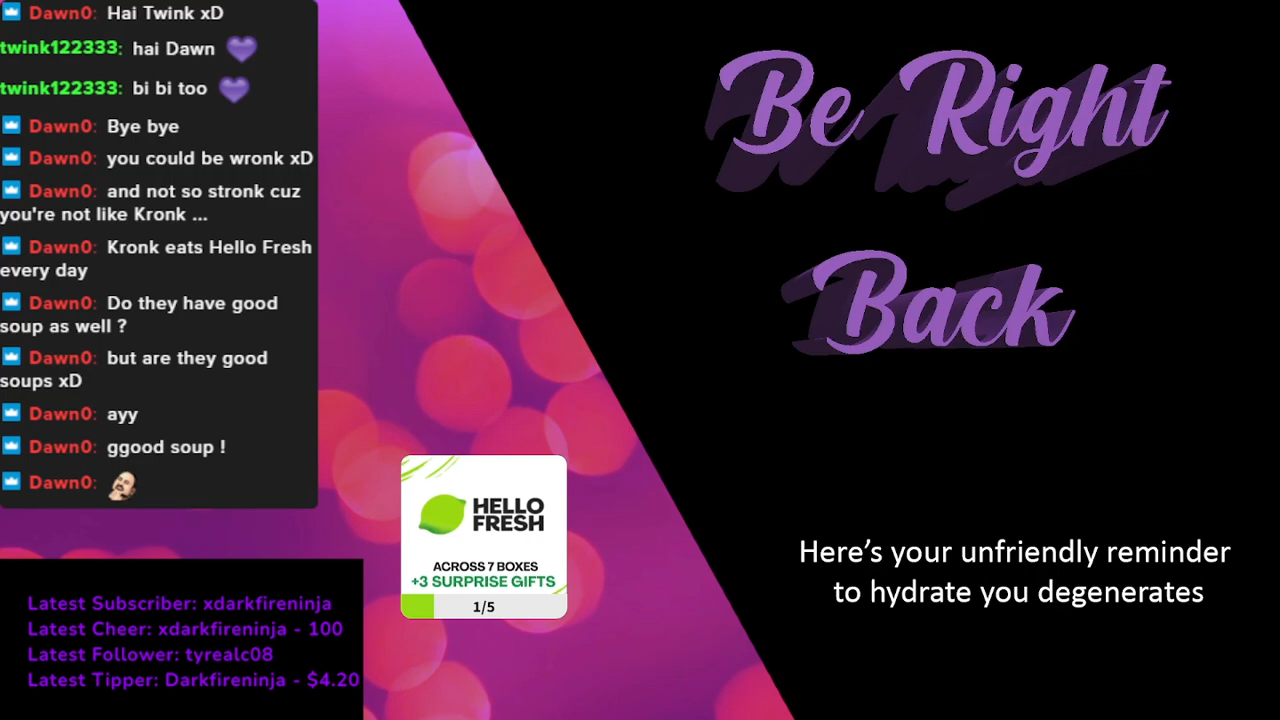 Dawn0: Hai Twink xD
twink122333: hai Dawn
twink122333: bi bi too
Dawn0: Bye bye
Dawn0: you could be wronk xD
Dawn0: and not so stronk cuz
you're not like Kronk ...
Dawn0: Kronk eats Hello Fresh
every day
Dawn0: Do they have good
soup as well ?
Dawn0: but are they good
soups xD
Dawn0: ayy
Dawn0: ggood soup !
Dawn0:
Latest Subscriber: xdarkfireninja
Latest Cheer: xdarkfireninja - 100
Latest Follower: tyrealc08
Latest Tipper: Darkfireninja - $4.20
HELLO
FRESH
ACROSS 7 BOXES
+3 SURPRISE GIFTS
1/5
Be Right
Back
Here’s your unfriendly reminder
to hydrate you degenerates